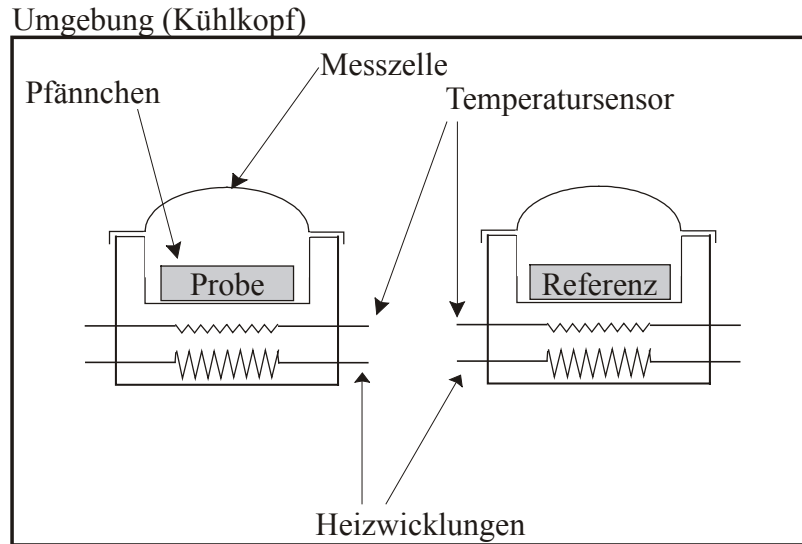 Umgebung (Kühlkopf)
Messzelle
Pfännchen
Temperatursensor
Probe
Referenz
Heizwicklungen